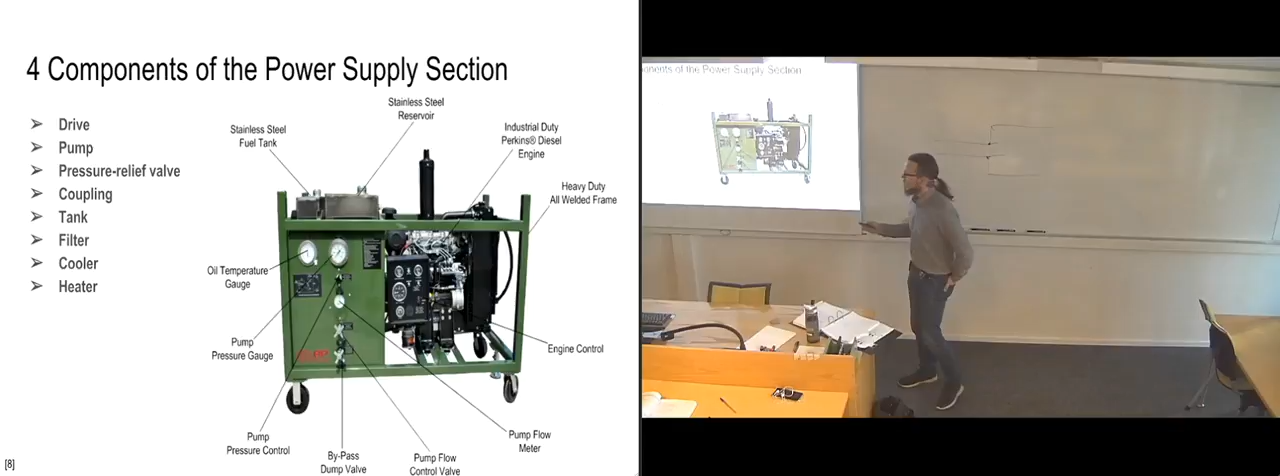 4 Components of the Power Supply Section
➢ Drive
➢ Pump
➢ Pressure-relief valve
➢ Coupling
➢ Tank
➢ Filter
➢ Cooler
➢ Heater
Stainless Steel
Reservoir
Stainless Steel
Fuel Tank
Industrial Duty
Perkins® Diesel
Engine
Heavy Duty
All Welded Frame
Oil Temperature
Gauge
Pump
Pressure Gauge
Engine Control
Pump
Pressure Control
By-Pass
Dump Valve
Pump Flow
Control Valve
Pump Flow
Meter
[8]
onents of the Power Supply Section